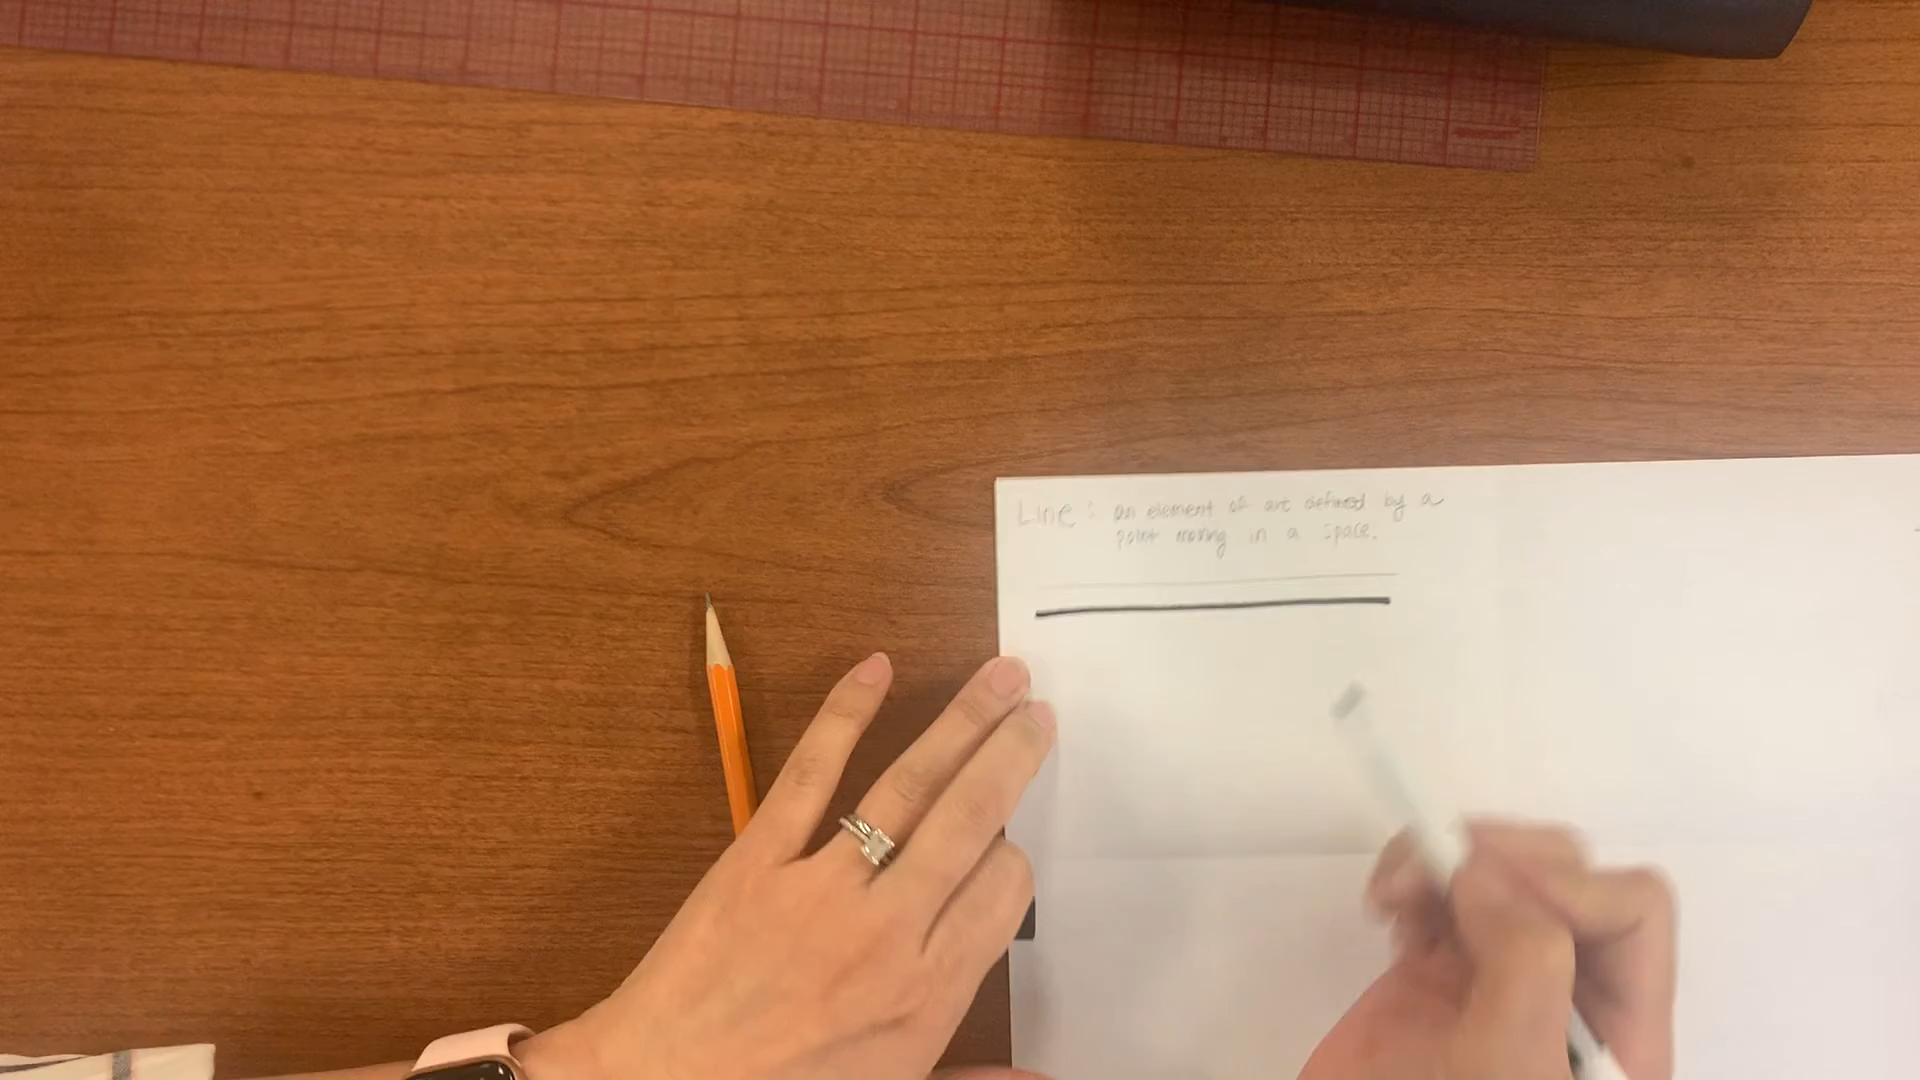 Line: an element of art defined by a
point moving in a space.